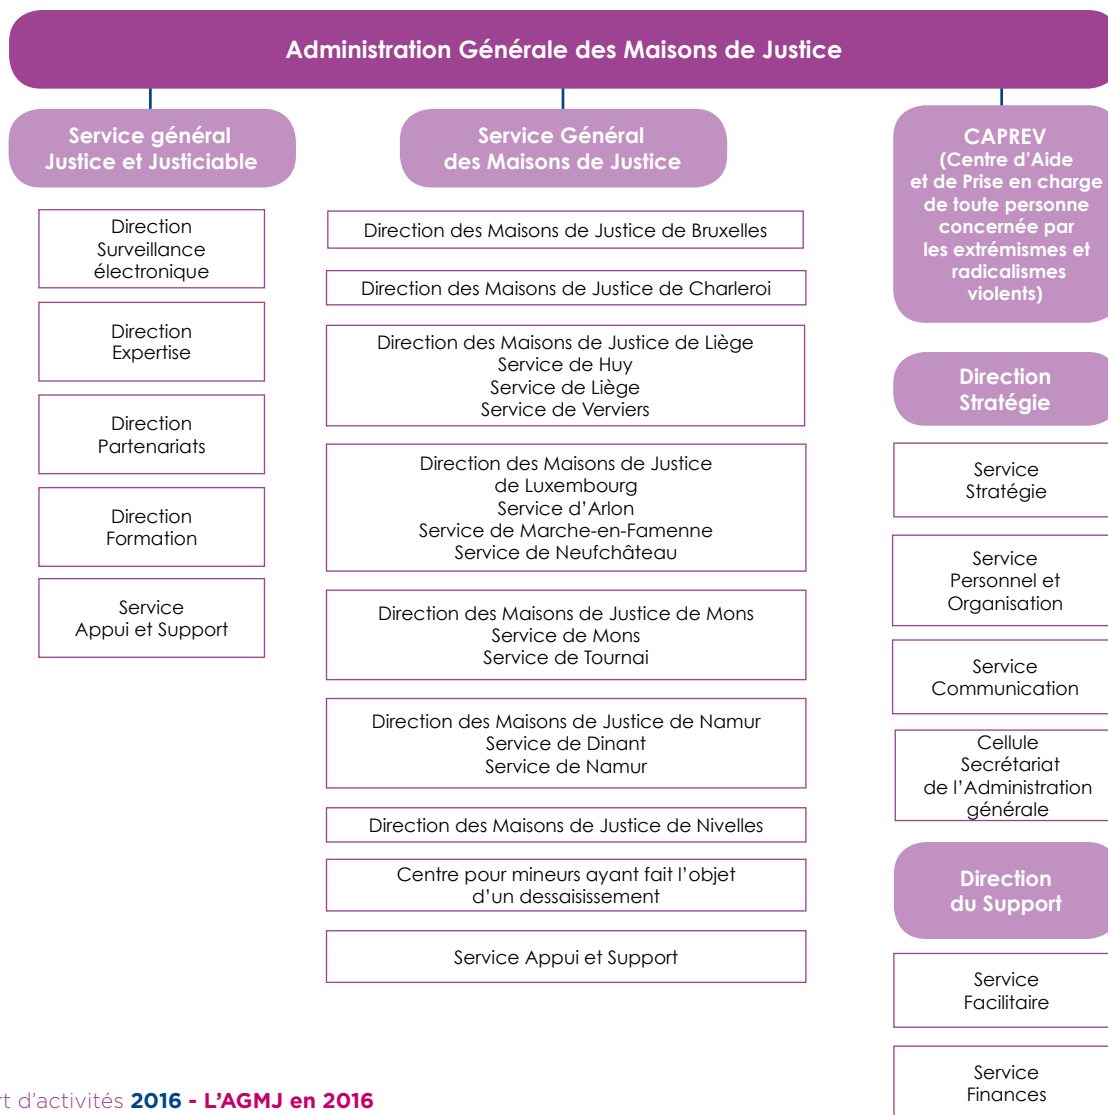 Administration Générale des Maisons de Justice
Service général
Justice et Justiciable
Direction
Surveillance
électronique
Direction
Expertise
Direction
Partenariats
Direction
Formation
Service
Appui et Support
Service Général
des Maisons de Justice
Direction des Maisons de Justice de Bruxelles
Direction des Maisons de Justice de Charleroi
Direction des Maisons de Justice de Liège
Service de Huy
Service de Liège
Service de Verviers
Direction des Maisons de Justice
de Luxembourg
Service d’Arlon
Service de Marche-en-Famenne
Service de Neufchâteau
Direction des Maisons de Justice de Mons
Service de Mons
Service de Tournai
Direction des Maisons de Justice de Namur
Service de Dinant
Service de Namur
Direction des Maisons de Justice de Nivelles
Centre pour mineurs ayant fait l’objet
d’un dessaisissement
Service Appui et Support
CAPREV
(Centre d’Aide
et de Prise en charge
de toute personne
concernée par
les extrémismes et
radicalismes
violents)
Direction
Stratégie
Service
Stratégie
Service
Personnel et
Organisation
Service
Communication
Cellule
Secrétariat
de l’Administration
générale
Direction
du Support
Service
Facilitaire
Service
Finances
t d’activités 2016 - L’AGMJ en 2016